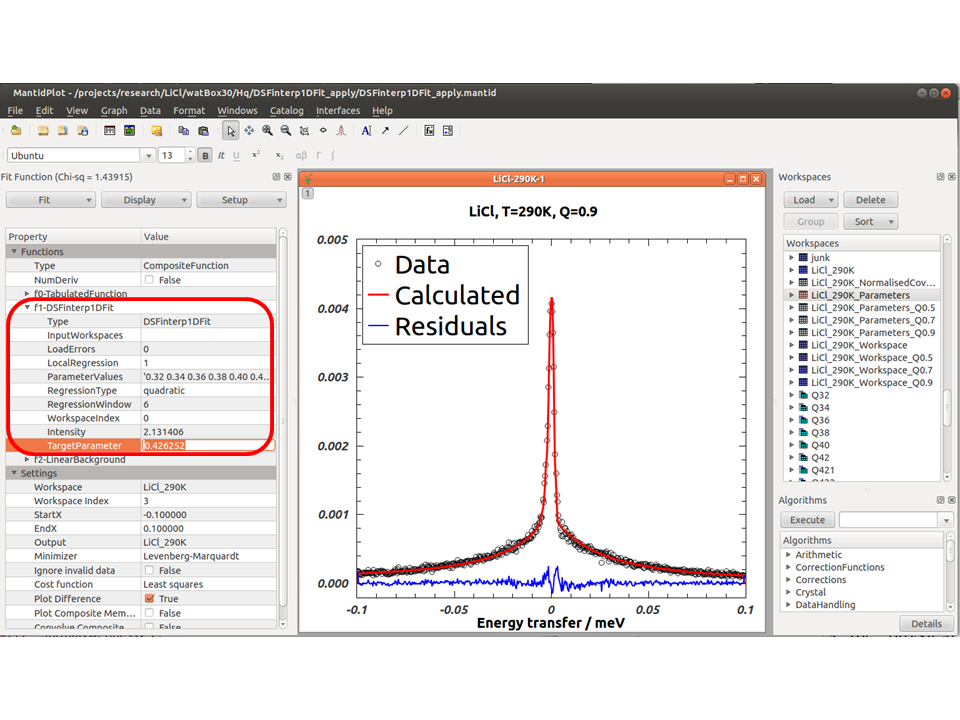 MantidPlot - /projects/research/LiCl/watBox30/Hq/DSFinterp1DFit_apply/DSFinterp1DFit_apply.mantid
File Edit View Graph Data Format Windows Catalog Interfaces Help
Ubuntu 13 B It U x² x₂ αβ Γ ∫
Fit Function (Chi-sq = 1.43915)
Fit Display Setup
Property Value
Functions
Type CompositeFunction
NumDeriv False
f0-TabulatedFunction
f1-DSFinterp1DFit
Type DSFinterp1DFit
InputWorkspaces
LoadErrors 0
LocalRegression 1
ParameterValues '0.32 0.34 0.36 0.38 0.40 0.4...
RegressionType quadratic
RegressionWindow 6
WorkspaceIndex 0
Intensity 2.131406
TargetParameter 0.426252
f2-LinearBackground
Settings
Workspace LiCl_290K
Workspace Index 3
StartX -0.100000
EndX 0.100000
Output LiCl_290K
Minimizer Levenberg-Marquardt
Ignore invalid data False
Cost function Least squares
Plot Difference True
Plot Composite Mem... False
Convolve Composite False
LiCl-290K-1
1
LiCl, T=290K, Q=0.9
Data
Calculated
Residuals
0.005
0.004
0.003
0.002
0.001
0.000
-0.1 -0.05 0 0.05 0.1
Energy transfer / meV
Workspaces
Load Delete
Group Sort
Workspaces
junk
LiCl_290K
LiCl_290K_NormalisedCov...
LiCl_290K_Parameters
LiCl_290K_Parameters_Q0.5
LiCl_290K_Parameters_Q0.7
LiCl_290K_Parameters_Q0.9
LiCl_290K_Workspace
LiCl_290K_Workspace_Q0.5
LiCl_290K_Workspace_Q0.7
LiCl_290K_Workspace_Q0.9
Q32
Q34
Q36
Q38
Q40
Q42
Q421
Algorithms
Execute
Algorithms
Arithmetic
CorrectionFunctions
Corrections
Crystal
DataHandling
Details